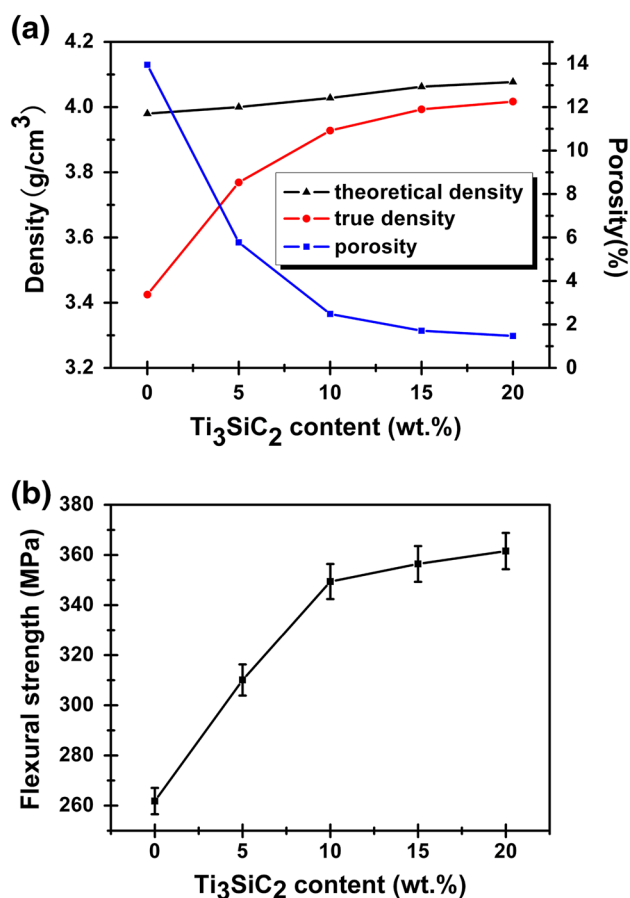 (a)
4.2
4.0
3.8
3.6
3.4
3.2
Density (g/cm3)
14
12
10
8
6
4
2
0
Porosity(%)
theoretical density
true density
porosity
0 5 10 15 20
Ti3SiC2 content (wt.%)
(b)
380
360
340
310
300
280
260
Flexural strength (MPa)
0 5 10 15 20
Ti3SiC2 content (wt.%)